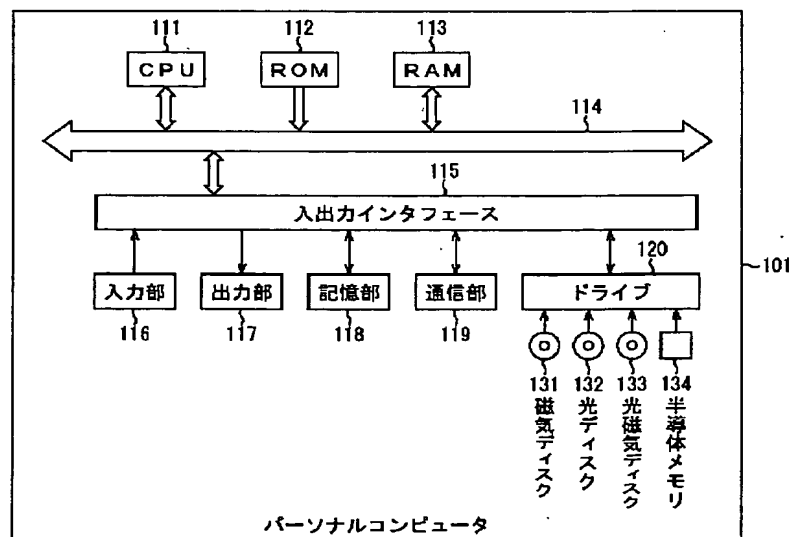 111 112 113
CPU ROM RAM
114
115
入出力インタフェース
120
101
入力部 出力部 記憶部 通信部 ドライブ
116 117 118 119
131 132 133 134
磁気ディスク
光ディスク
光磁気ディスク
半導体メモリ
パーソナルコンピュータ